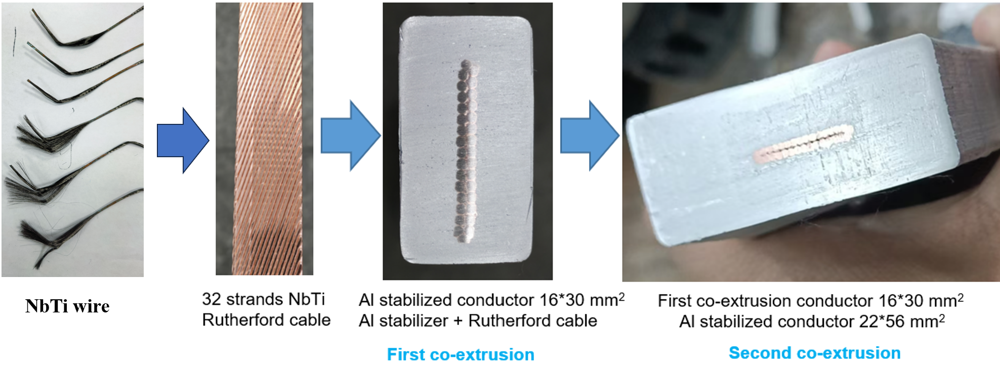 NbTi wire
32 strands NbTi
Rutherford cable
Al stabilized conductor 16*30 mm²
Al stabilizer + Rutherford cable
First co-extrusion
First co-extrusion conductor 16*30 mm²
Al stabilized conductor 22*56 mm²
Second co-extrusion